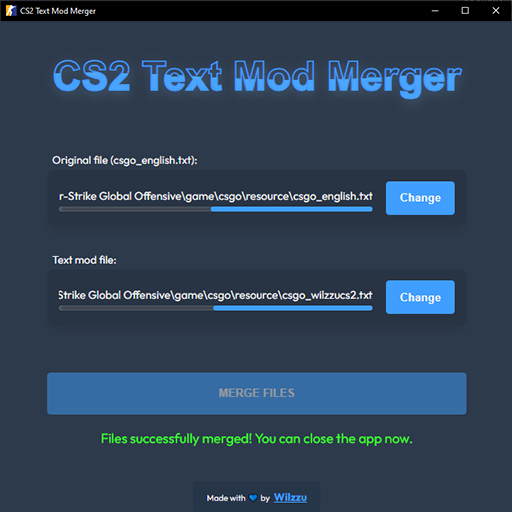 CS2 Text Mod Merger
CS2 Text Mod Merger
Original file (csgo_english.txt):
r-Strike Global Offensive\game\csgo\resource\csgo_english.txt
Change
Text mod file:
Strike Global Offensive\game\csgo\resource\csgo_wilzzucs2.txt
Change
MERGE FILES
Files successfully merged! You can close the app now.
Made with 💙 by Wilzzu